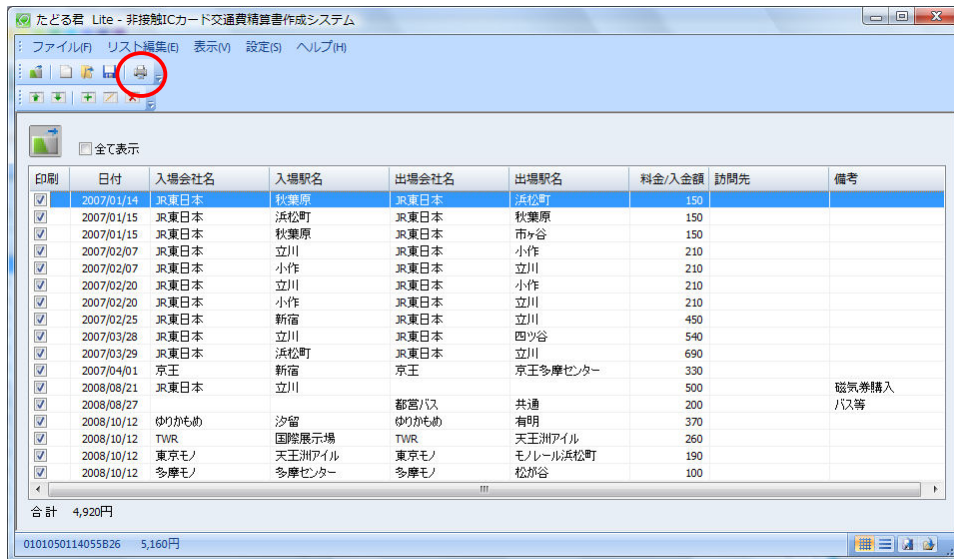 たどる君 Lite - 非接触ICカード交通費精算書作成システム
ファイル(F) リスト編集(E) 表示(V) 設定(S) ヘルプ(H)
全て表示
印刷 日付 入場会社名 入場駅名 出場会社名 出場駅名 料金/入金額 訪問先 備考
2007/01/14 JR東日本 秋葉原 JR東日本 浜松町 150
2007/01/15 JR東日本 浜松町 JR東日本 秋葉原 150
2007/01/15 JR東日本 秋葉原 JR東日本 市ヶ谷 150
2007/02/07 JR東日本 立川 JR東日本 小作 210
2007/02/07 JR東日本 小作 JR東日本 立川 210
2007/02/20 JR東日本 立川 JR東日本 小作 210
2007/02/20 JR東日本 小作 JR東日本 立川 210
2007/02/25 JR東日本 新宿 JR東日本 立川 450
2007/03/28 JR東日本 立川 JR東日本 四ツ谷 540
2007/03/29 JR東日本 浜松町 JR東日本 立川 690
2007/04/01 京王 新宿 京王 京王多摩センター 330
2008/08/21 JR東日本 立川 500 磁気券購入
2008/08/27 都営バス 共通 200 バス等
2008/10/12 ゆりかもめ 汐留 ゆりかもめ 有明 370
2008/10/12 TWR 国際展示場 TWR 天王洲アイル 260
2008/10/12 東京モノ 天王洲アイル 東京モノ モノレール浜松町 190
2008/10/12 多摩モノ 多摩センター 多摩モノ 松が谷 100
合計 4,920円
0101050114055B26 5,160円